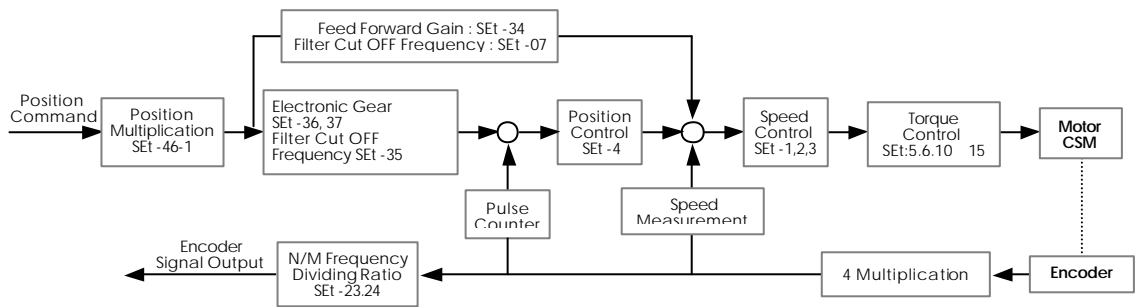 Feed Forward Gain : SEt -34
Filter Cut OFF Frequency : SEt -07
Position
Command
Position
Multiplication
SEt -46-1
Electronic Gear
SEt -36, 37
Filter Cut OFF
Frequency SEt -35
Position
Control
SEt -4
Speed
Control
SEt -1,2,3
Torque
Control
SEt:5.6.10 15
Motor
CSM
Pulse
Counter
Speed
Measurement
Encoder
Signal Output
N/M Frequency
Dividing Ratio
SEt -23.24
4 Multiplication
Encoder